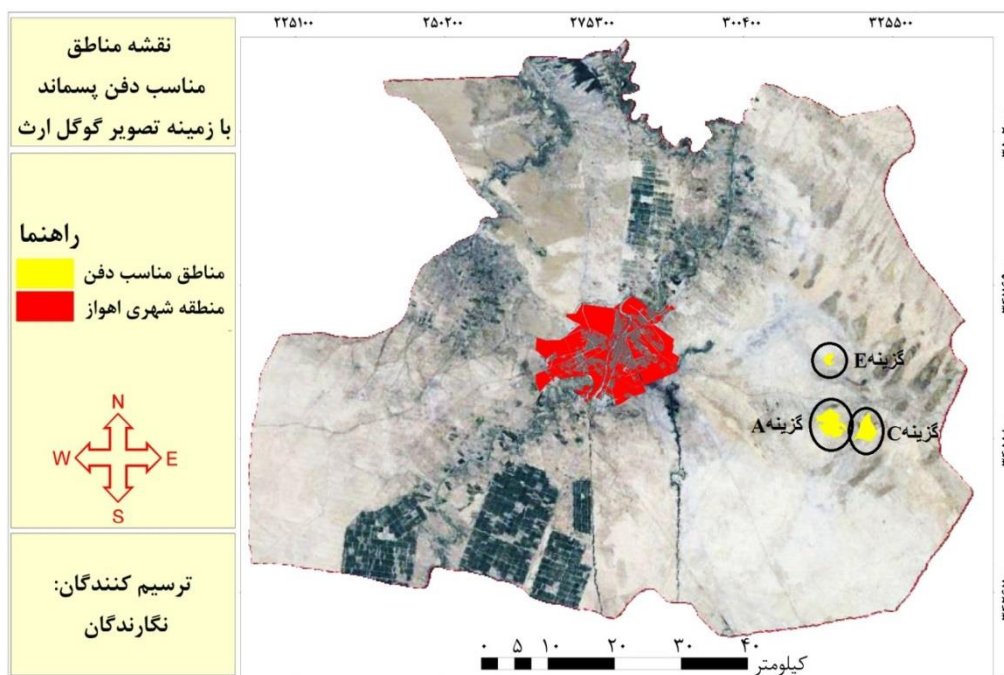 نقشه مناطق
مناسب دفن پسماند
با زمینه تصویر گوگل ارث
راهنما
مناطق مناسب دفن
منطقه شهری اهواز
N
W E
S
ترسیم کنندگان:
نگارندگان
۲۲۵۱۰۰ ۲۵۰۲۰۰ ۲۷۵۳۰۰ ۳۰۰۴۰۰ ۳۲۵۵۰۰
گزینه E
گزینه A
گزینه C
۰ ۵ ۱۰ ۲۰ ۳۰ ۴۰
کیلومتر